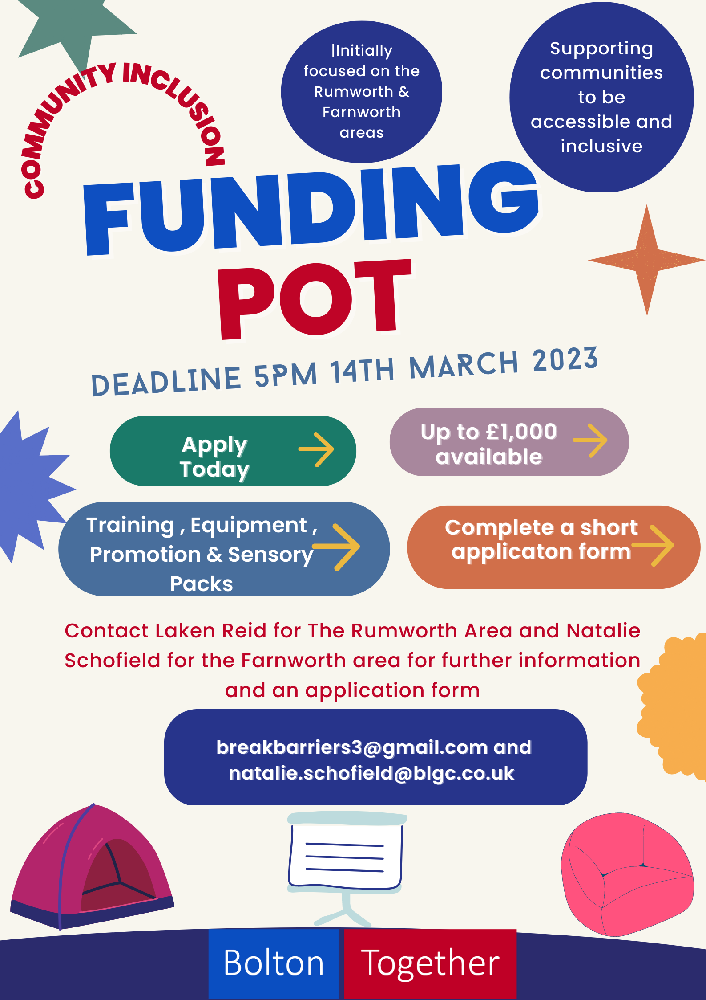 COMMUNITY INCLUSION
|Initially
focused on the
Rumworth &
Farnworth
areas
Supporting
communities
to be
accessible and
inclusive
FUNDING
POT
DEADLINE 5PM 14TH MARCH 2023
Apply
Today
Up to £1,000
available
Training , Equipment ,
Promotion & Sensory
Packs
Complete a short
applicaton form
Contact Laken Reid for The Rumworth Area and Natalie
Schofield for the Farnworth area for further information
and an application form
breakbarriers3@gmail.com and
natalie.schofield@blgc.co.uk
Bolton Together